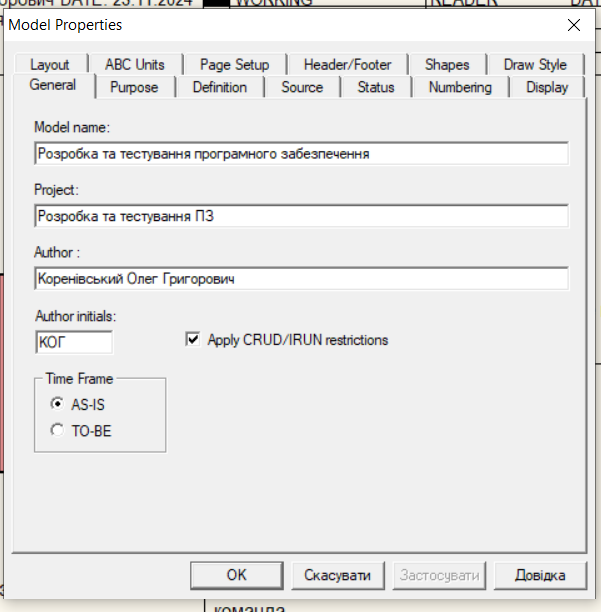 DATE: 23.11.2024 WORKING READER
Model Properties
Layout ABC Units Page Setup Header/Footer Shapes Draw Style
General Purpose Definition Source Status Numbering Display
Model name:
Розробка та тестування програмного забезпечення
Project:
Розробка та тестування ПЗ
Author :
Коренівський Олег Григорович
Author initials:
КОГ
Apply CRUD/IRUN restrictions
Time Frame
AS-IS
TO-BE
OK Скасувати Застосувати Довідка
команда